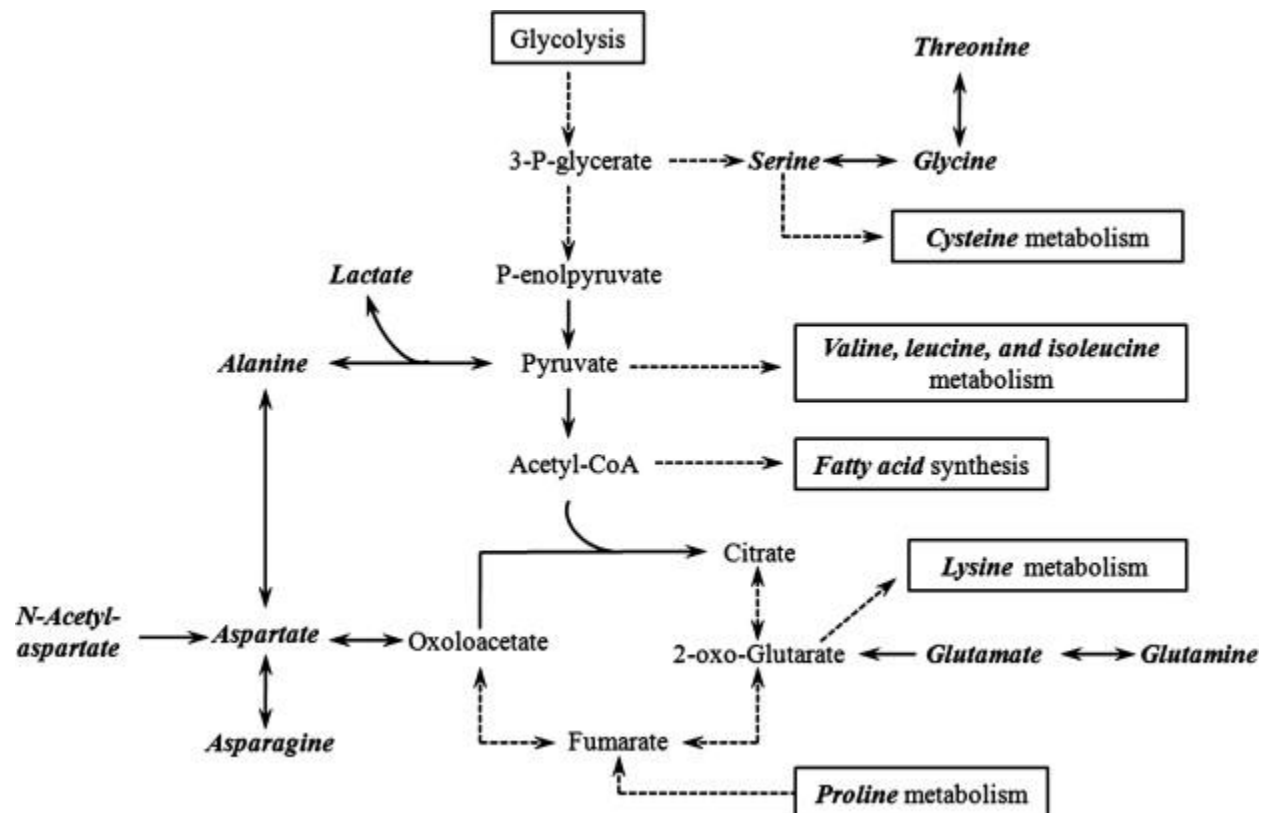 Glycolysis
Threonine
3-P-glycerate
Serine
Glycine
Cysteine metabolism
Lactate
P-enolpyruvate
Alanine
Pyruvate
Valine, leucine, and isoleucine
metabolism
Acetyl-CoA
Fatty acid synthesis
Citrate
Lysine metabolism
N-Acetyl-
aspartate
Aspartate
Oxoloacetate
2-oxo-Glutarate
Glutamate
Glutamine
Asparagine
Fumarate
Proline metabolism